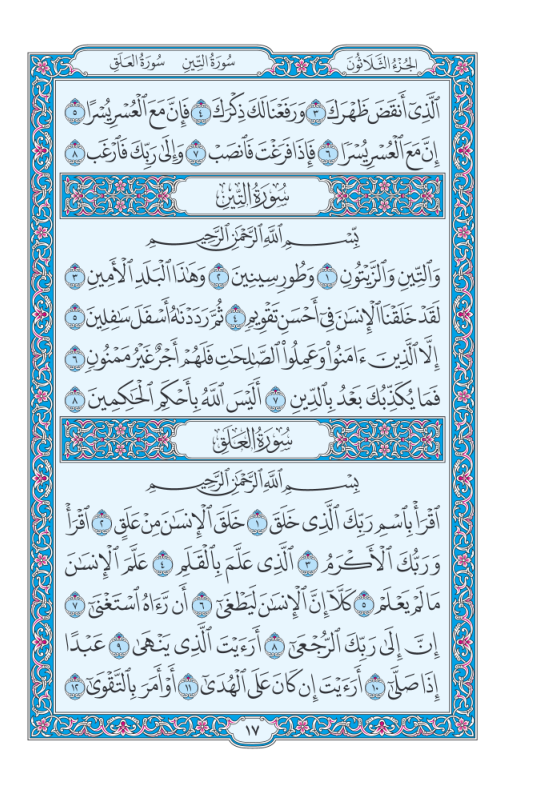 الجُزْءُ الثَّلَاثُونَ
سُورَةُ التِّينِ سُورَةُ العَلَقِ
ٱلَّذِيٓ أَنقَضَ ظَهْرَكَ ٣ وَرَفَعْنَا لَكَ ذِكْرَكَ ٤ فَإِنَّ مَعَ ٱلْعُسْرِ يُسْرًا ٥
إِنَّ مَعَ ٱلْعُسْرِ يُسْرًا ٦ فَإِذَا فَرَغْتَ فَٱنصَبْ ٧ وَإِلَىٰ رَبِّكَ فَٱرْغَب ٨
سُورَةُ التِّينِ
بِّسْمِ ٱللَّهِ ٱلرَّحْمَٰنِ ٱلرَّحِيمِ
وَٱلتِّينِ وَٱلزَّيْتُونِ ١ وَطُورِ سِينِينَ ٢ وَهَٰذَا ٱلْبَلَدِ ٱلْأَمِينِ ٣
لَقَدْ خَلَقْنَا ٱلْإِنسَٰنَ فِيٓ أَحْسَنِ تَقْوِيمٍ ٤ ثُمَّ رَدَدْنَٰهُ أَسْفَلَ سَٰفِلِينَ ٥
إِلَّا ٱلَّذِينَ ءَامَنُوا۟ وَعَمِلُوا۟ ٱلصَّٰلِحَٰتِ فَلَهُمْ أَجْرٌ غَيْرُ مَمْنُونٍ ٦
فَمَا يُكَذِّبُكَ بَعْدُ بِٱلدِّينِ ٧ أَلَيْسَ ٱللَّهُ بِأَحْكَمِ ٱلْحَٰكِمِينَ ٨
سُورَةُ العَلَقِ
بِسْمِ ٱللَّهِ ٱلرَّحْمَٰنِ ٱلرَّحِيمِ
ٱقْرَأْ بِٱسْمِ رَبِّكَ ٱلَّذِى خَلَقَ ١ خَلَقَ ٱلْإِنسَٰنَ مِنْ عَلَقٍ ٢ ٱقْرَأْ
وَرَبُّكَ ٱلْأَكْرَمُ ٣ ٱلَّذِى عَلَّمَ بِٱلْقَلَمِ ٤ عَلَّمَ ٱلْإِنسَٰنَ
مَا لَمْ يَعْلَمْ ٥ كَلَّآ إِنَّ ٱلْإِنسَٰنَ لَيَطْغَىٰٓ ٦ أَن رَّءَاهُ ٱسْتَغْنَىٰٓ ٧
إِنَّ إِلَىٰ رَبِّكَ ٱلرُّجْعَىٰٓ ٨ أَرَءَيْتَ ٱلَّذِى يَنْهَىٰ ٩ عَبْدًا
إِذَا صَلَّىٰٓ ١٠ أَرَءَيْتَ إِن كَانَ عَلَى ٱلْهُدَىٰٓ ١١ أَوْ أَمَرَ بِٱلتَّقْوَىٰٓ ١٢
١٧